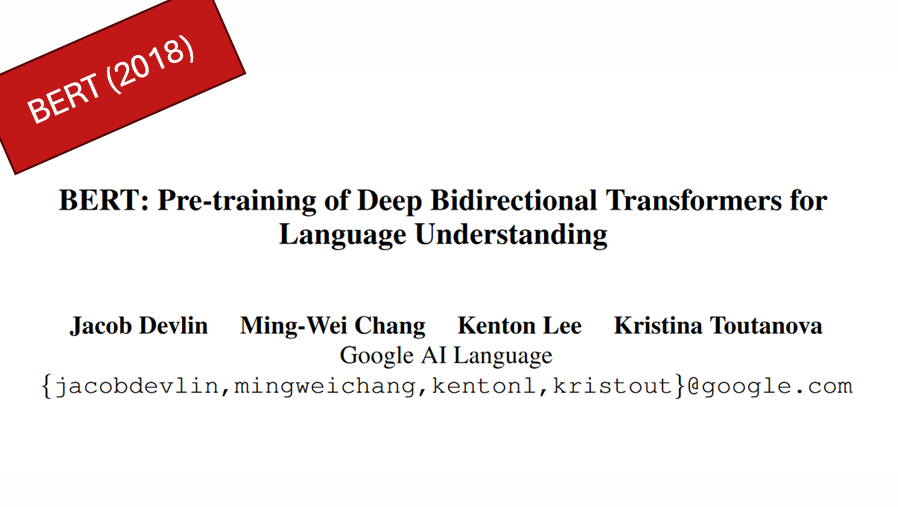 BERT (2018)
BERT: Pre-training of Deep Bidirectional Transformers for
Language Understanding
Jacob Devlin Ming-Wei Chang Kenton Lee Kristina Toutanova
Google AI Language
{jacobdevlin,mingweichang,kentonl,kristout}@google.com